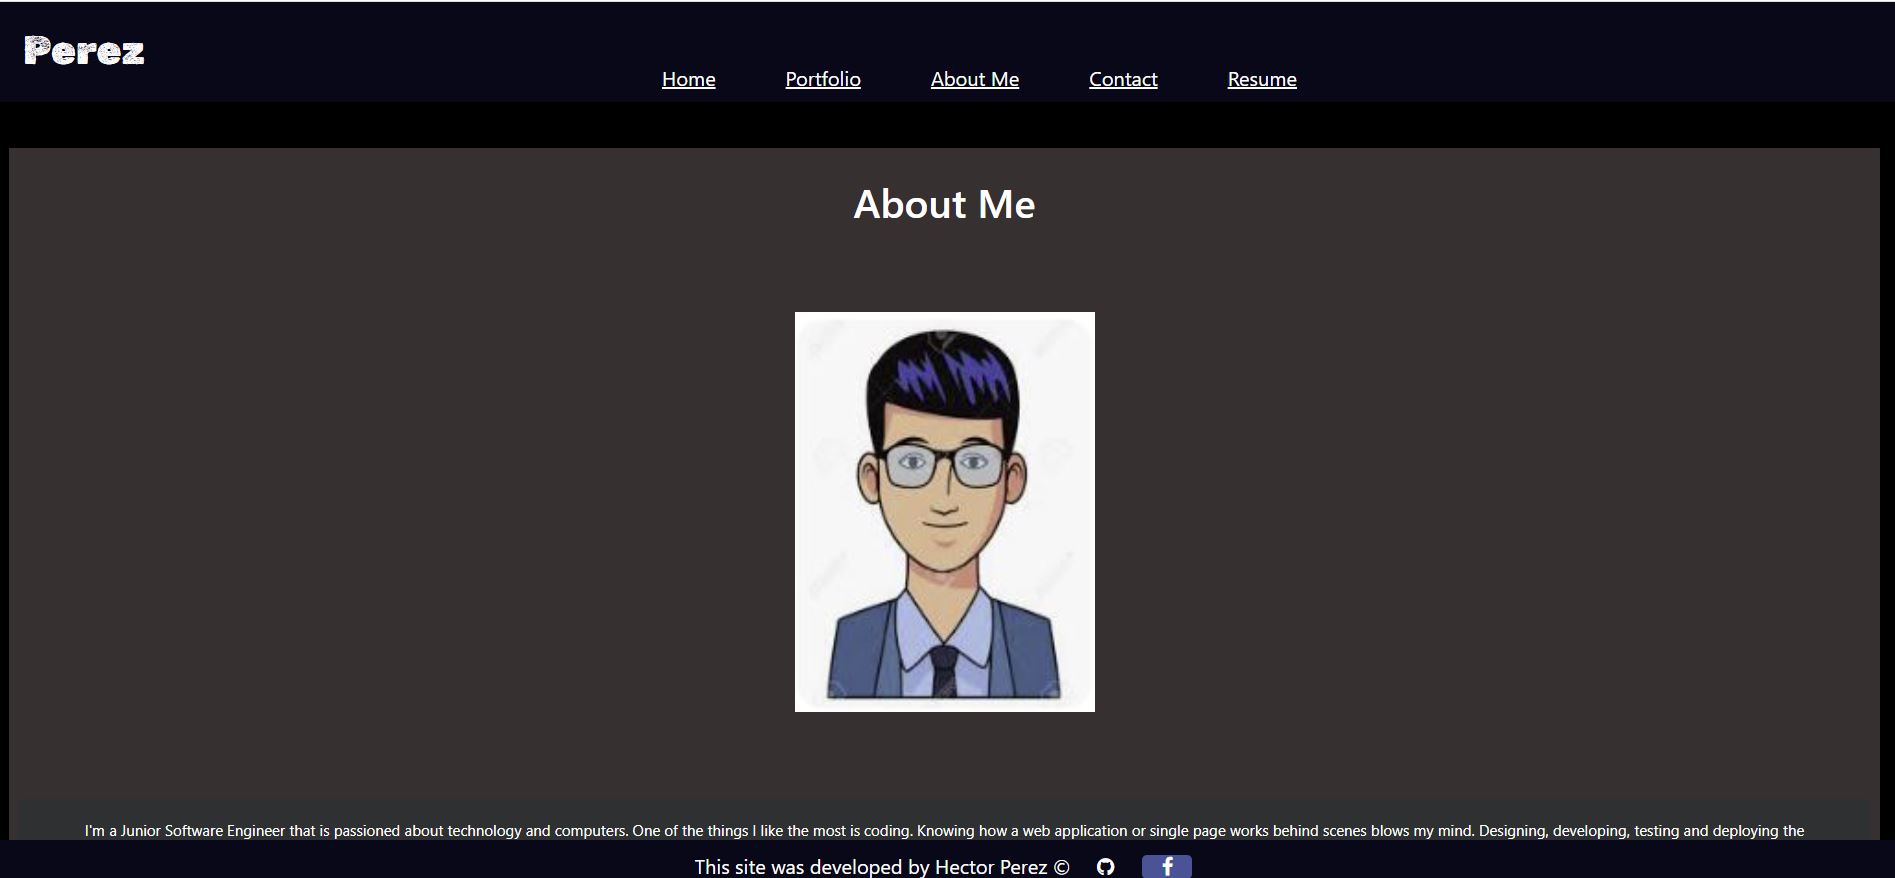 Perez
Home Portfolio About Me Contact Resume
About Me
I'm a Junior Software Engineer that is passioned about technology and computers. One of the things I like the most is coding. Knowing how a web application or single page works behind scenes blows my mind. Designing, developing, testing and deploying the
This site was developed by Hector Perez ©